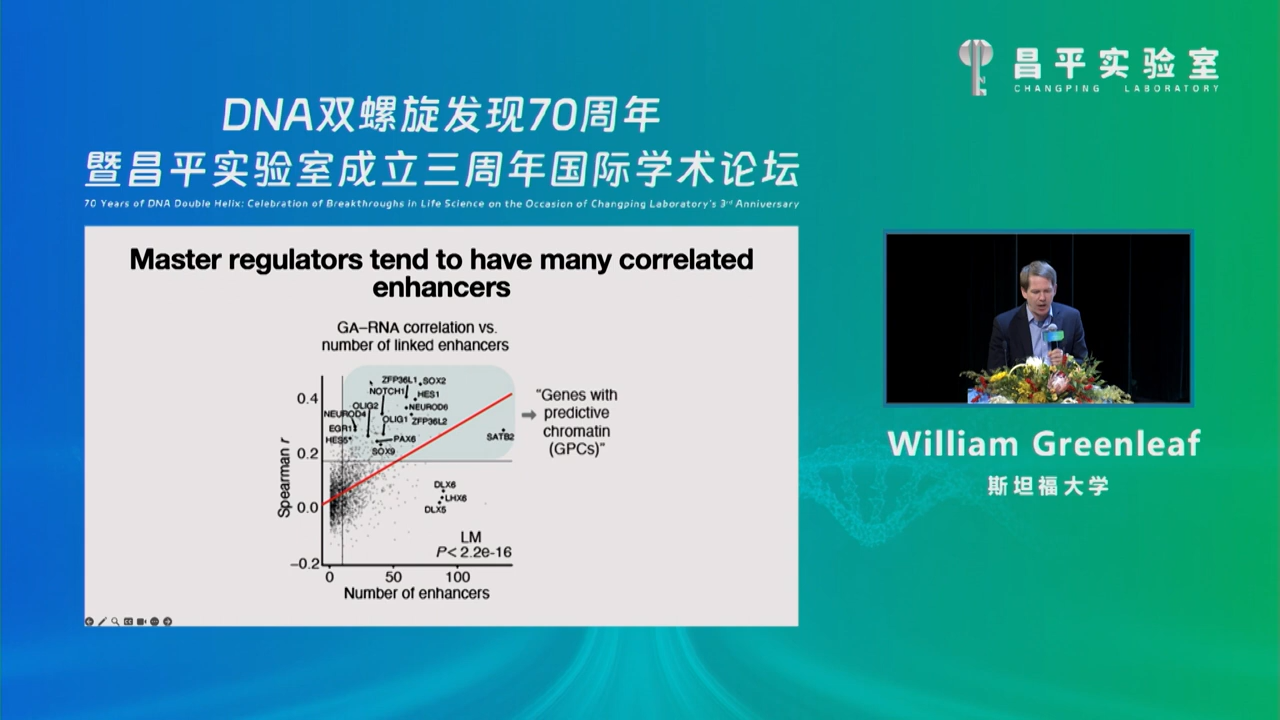 昌平实验室
CHANGPING LABORATORY
DNA双螺旋发现70周年
暨昌平实验室成立三周年国际学术论坛
70 Years of DNA Double Helix: Celebration of Breakthroughs in Life Science on the Occasion of Changping Laboratory's 3rd Anniversary
Master regulators tend to have many correlated
enhancers
GA–RNA correlation vs.
number of linked enhancers
ZFP36L1
SOX2
NOTCH1
HES1
OLIG2
NEUROD6
NEUROD4
OLIG1
ZFP36L2
EGR1
HES5
PAX6
SATB2
SOX9
DLX6
LHX6
DLX5
LM
P< 2.2e-16
0.4
0.2
0.0
–0.2
Spearman r
0
50
100
Number of enhancers
"Genes with
predictive
chromatin
(GPCs)"
William Greenleaf
斯坦福大学